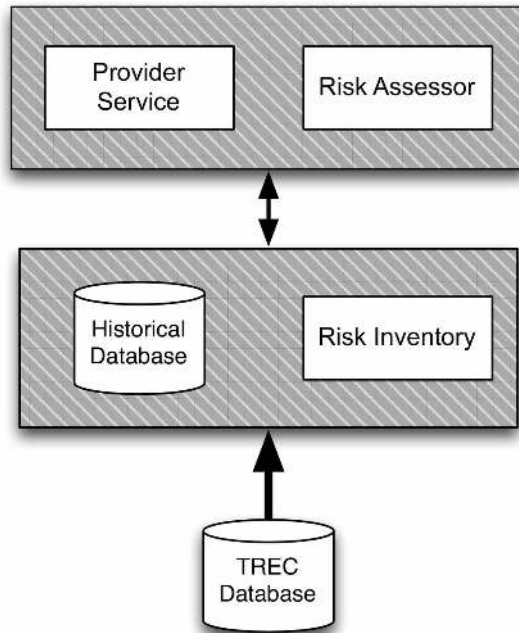 Provider
Service
Risk Assessor
Historical
Database
Risk Inventory
TREC
Database